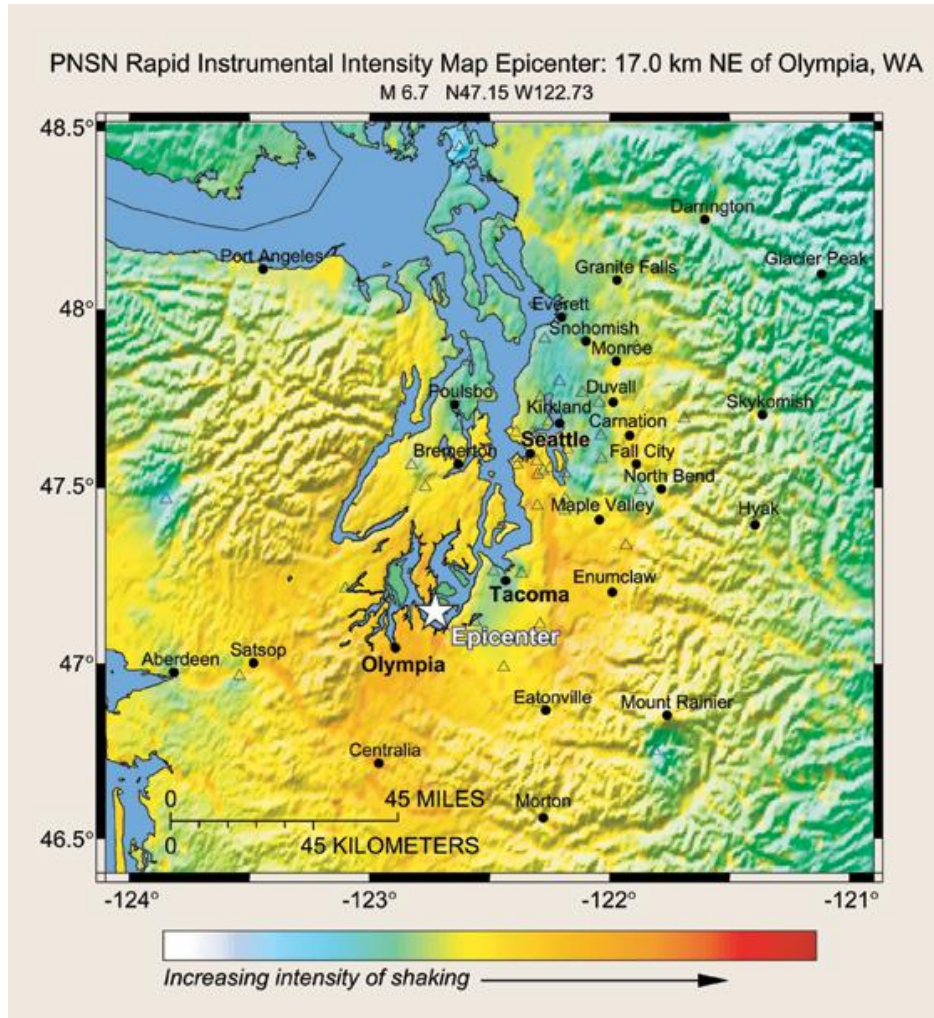 PNSN Rapid Instrumental Intensity Map Epicenter: 17.0 km NE of Olympia, WA
M 6.7 N47.15 W122.73
48.5°
Darrington
Port Angeles
Glacier Peak
Granite Falls
48°
Everett
Snohomish
Monroe
Poulsbo
Duvall
Skykomish
Kirkland
Carnation
Seattle
Bremerton
Fall City
47.5°
North Bend
Maple Valley
Hyak
Enumclaw
Tacoma
Epicenter
47°
Aberdeen
Satsop
Olympia
Eatonville
Mount Rainier
Centralia
0
45 MILES
Morton
46.5°
0
45 KILOMETERS
-124°
-123°
-122°
-121°
Increasing intensity of shaking